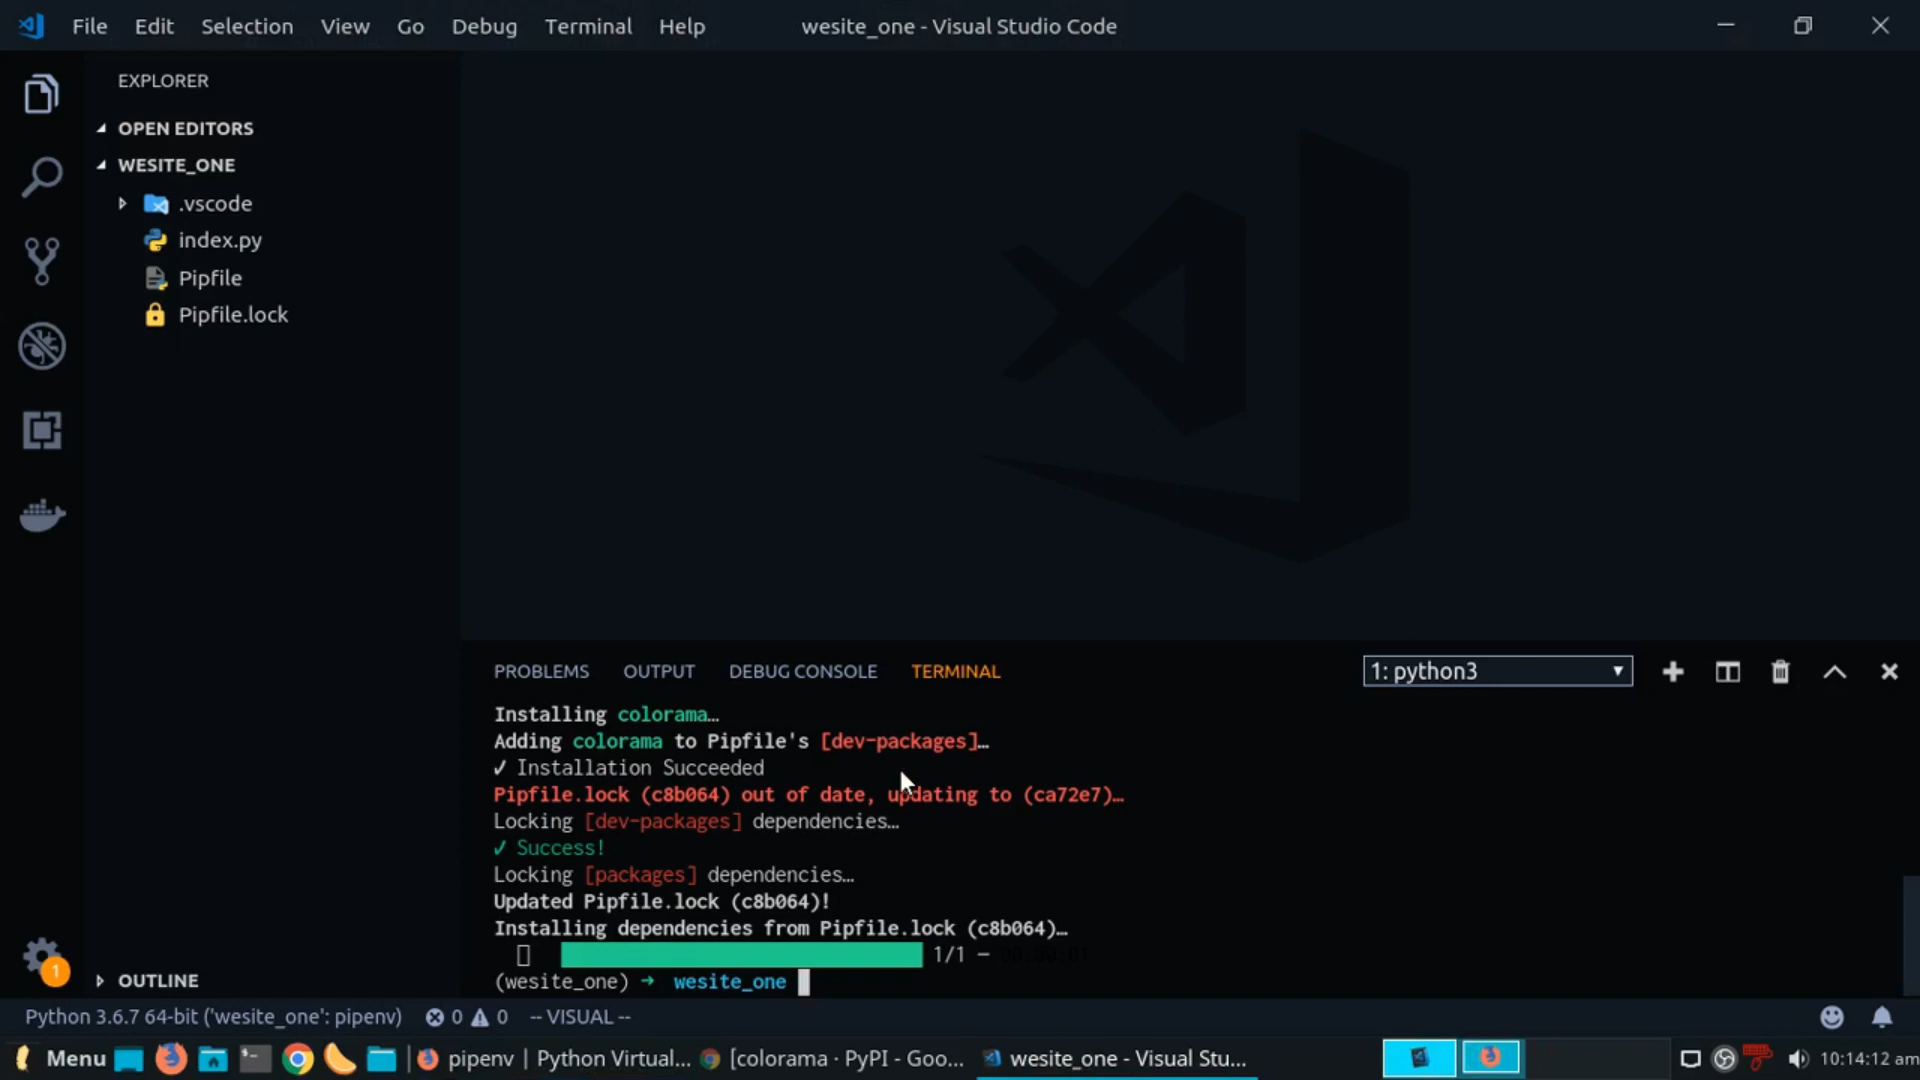 File Edit Selection View Go Debug Terminal Help wesite_one - Visual Studio Code
EXPLORER
OPEN EDITORS
WESITE_ONE
.vscode
index.py
Pipfile
Pipfile.lock
OUTLINE
PROBLEMS OUTPUT DEBUG CONSOLE TERMINAL 1: python3
Installing colorama…
Adding colorama to Pipfile's [dev-packages]…
✓ Installation Succeeded
Pipfile.lock (c8b064) out of date, updating to (ca72e7)…
Locking [dev-packages] dependencies…
✓ Success!
Locking [packages] dependencies…
Updated Pipfile.lock (c8b064)!
Installing dependencies from Pipfile.lock (c8b064)…
1/1 —
(wesite_one) → wesite_one
1
Python 3.6.7 64-bit ('wesite_one': pipenv) 0 0 -- VISUAL --
Menu pipenv | Python Virtual... [colorama · PyPI - Goo... wesite_one - Visual Stu... 10:14:12 am